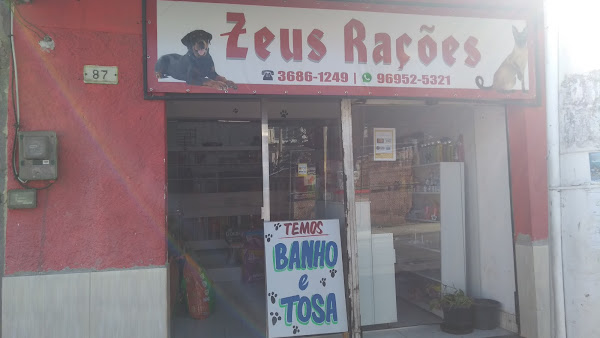 Zeus Rações
3686-1249 | 96952-5321
87
TEMOS
BANHO
e
TOSA